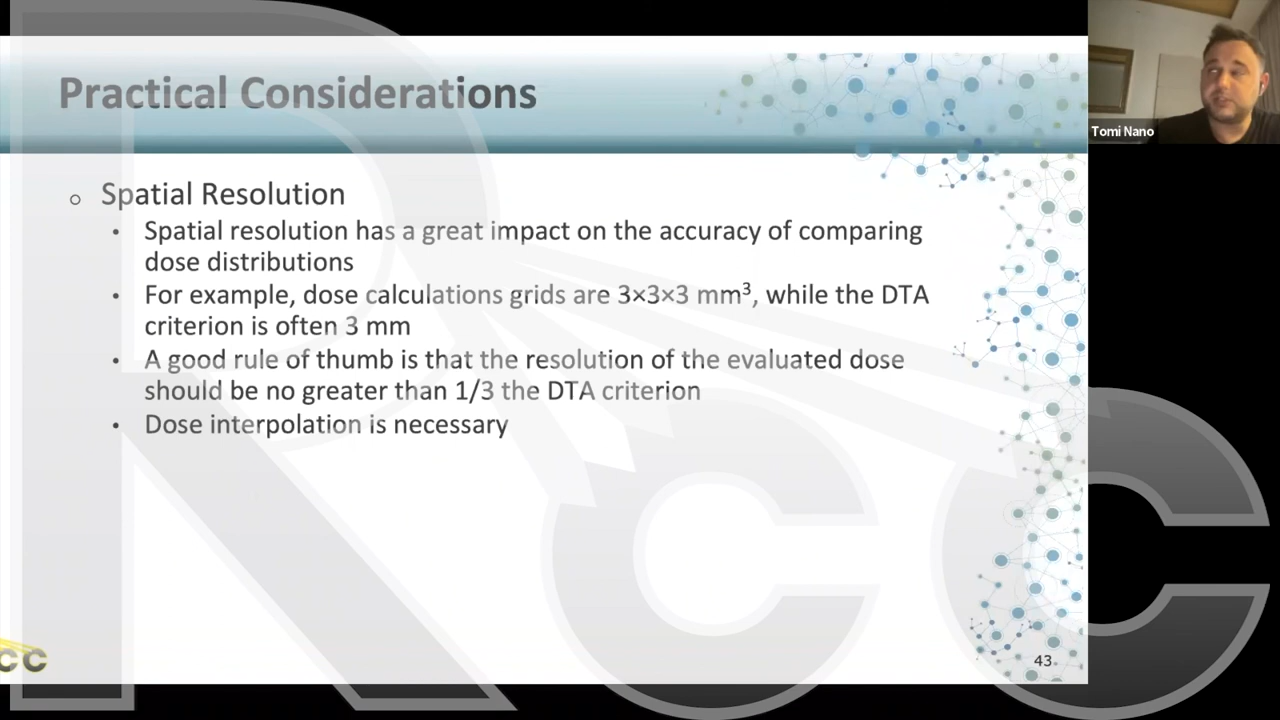 Practical Considerations
Tomi Nano
Spatial Resolution
Spatial resolution has a great impact on the accuracy of comparing
dose distributions
For example, dose calculations grids are 3×3×3 mm³, while the DTA
criterion is often 3 mm
A good rule of thumb is that the resolution of the evaluated dose
should be no greater than 1/3 the DTA criterion
Dose interpolation is necessary
43
CC
RCC